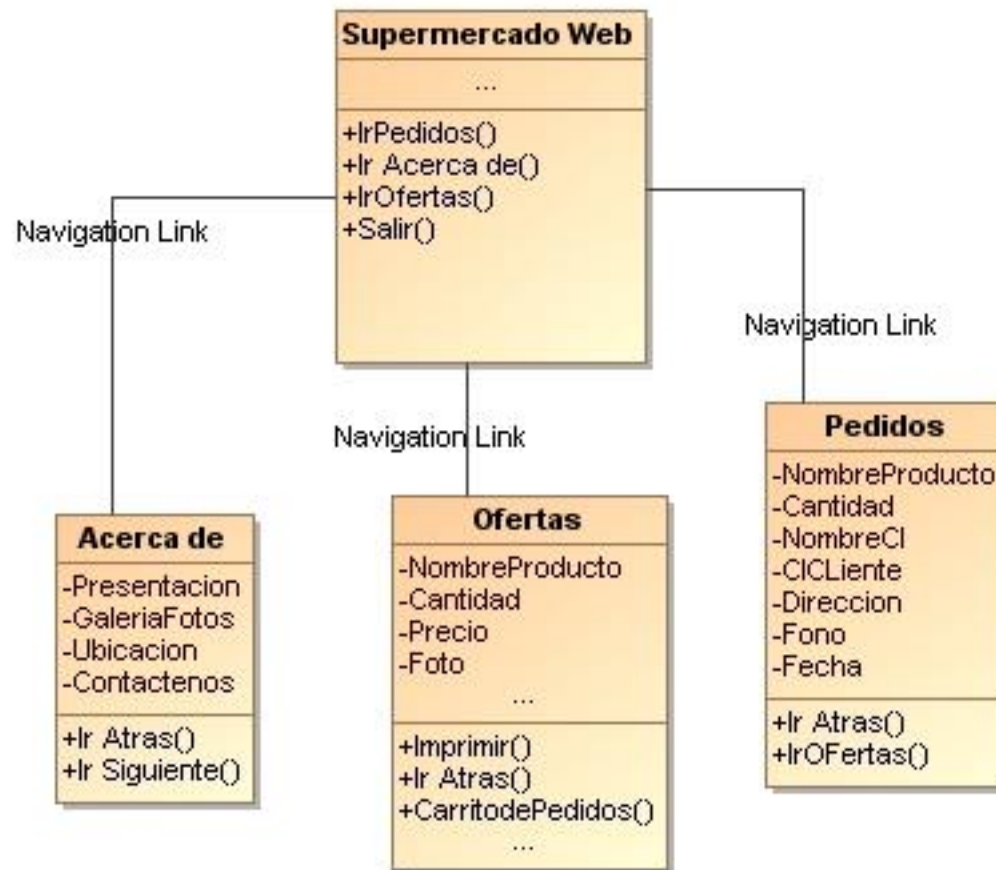 Supermercado Web
...
+IrPedidos()
+Ir Acerca de()
+IrOfertas()
+Salir()
Navigation Link
Navigation Link
Navigation Link
Acerca de
-Presentacion
-GaleriaFotos
-Ubicacion
-Contactenos
+Ir Atras()
+Ir Siguiente()
Ofertas
-NombreProducto
-Cantidad
-Precio
-Foto
...
+Imprimir()
+Ir Atras()
+CarritodePedidos()
...
Pedidos
-NombreProducto
-Cantidad
-NombreCl
-CICLiente
-Direccion
-Fono
-Fecha
+Ir Atras()
+IrOFertas()